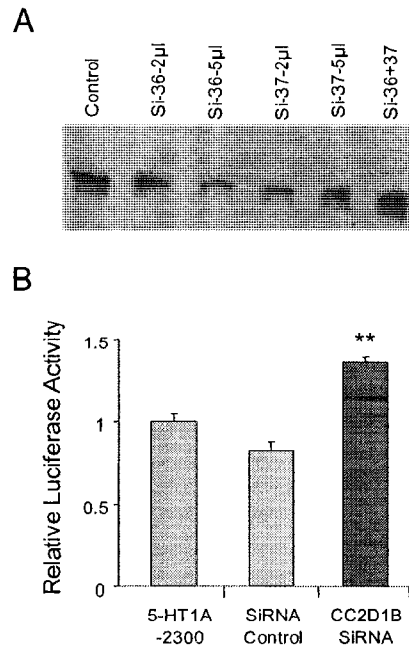 A
Control
Si-36-2µl
Si-36-5µl
Si-37-2µl
Si-37-5µl
Si-36+37
B
Relative Luciferase Activity
1.5
1
0.5
0
**
5-HT1A
-2300
SiRNA
Control
CC2D1B
SiRNA